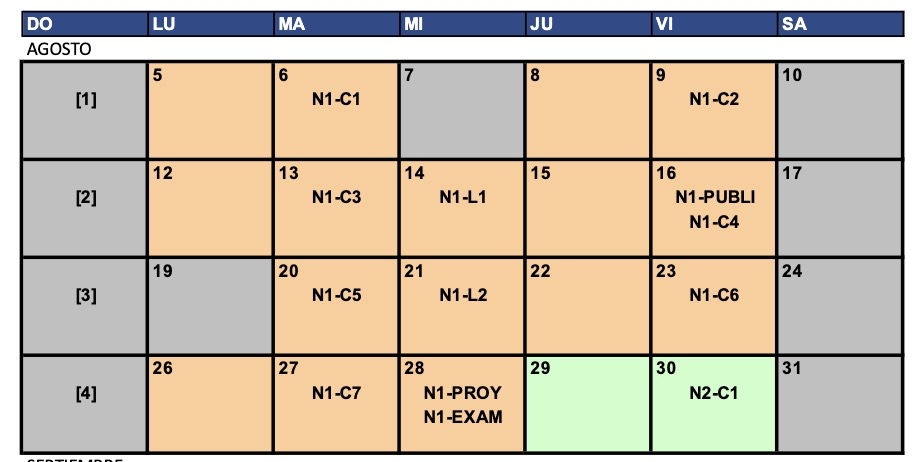 DO LU MA MI JU VI SA
AGOSTO
[1] 5 6 7 8 9 10
N1-C1 N1-C2
[2] 12 13 14 15 16 17
N1-C3 N1-L1 N1-PUBLI
N1-C4
[3] 19 20 21 22 23 24
N1-C5 N1-L2 N1-C6
[4] 26 27 28 29 30 31
N1-C7 N1-PROY N2-C1
N1-EXAM
SEPTIEMBRE